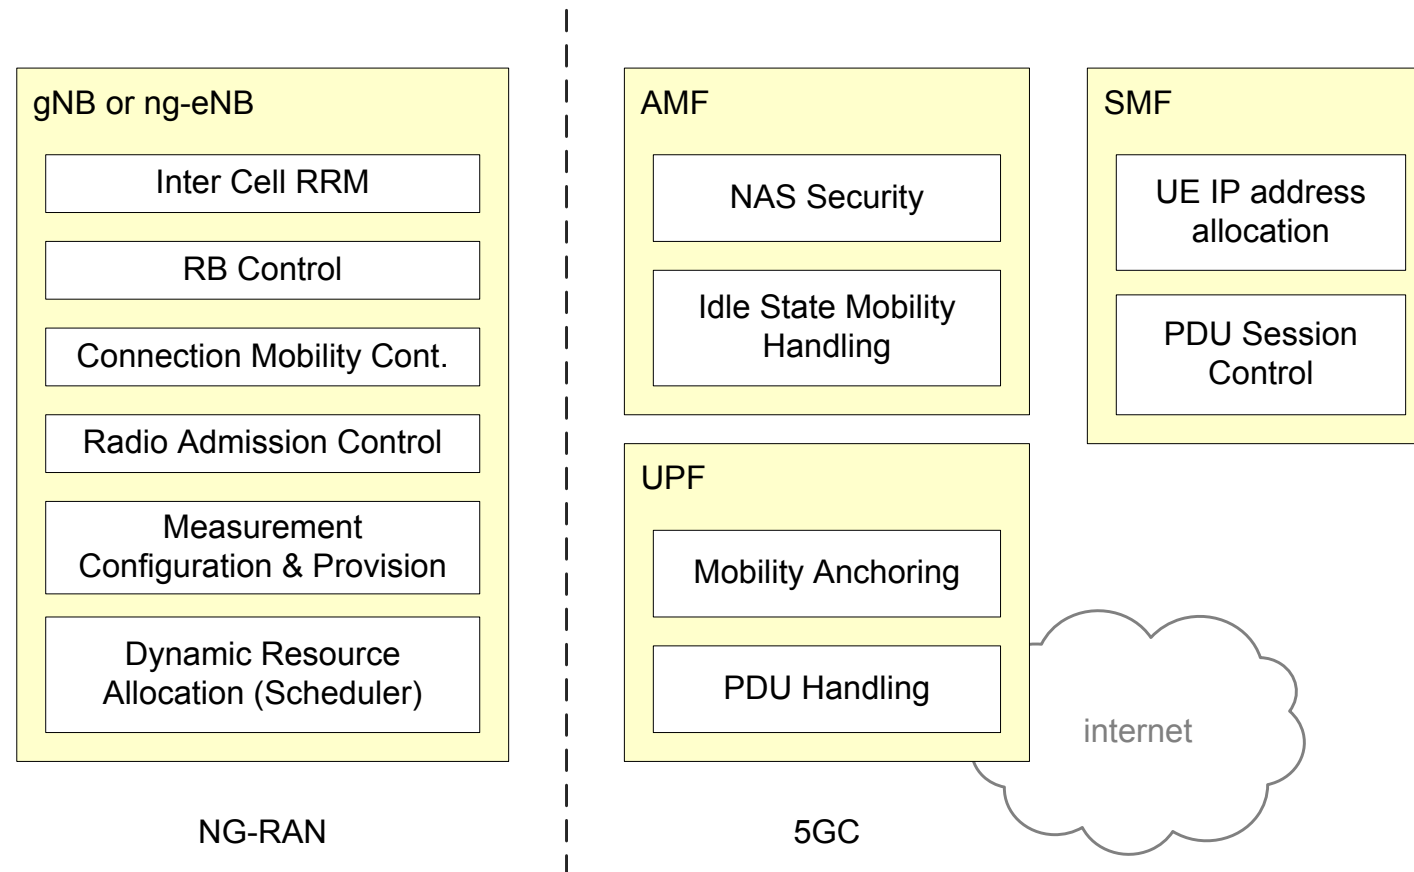 gNB or ng-eNB
Inter Cell RRM
RB Control
Connection Mobility Cont.
Radio Admission Control
Measurement
Configuration & Provision
Dynamic Resource
Allocation (Scheduler)
NG-RAN
AMF
NAS Security
Idle State Mobility
Handling
UPF
Mobility Anchoring
PDU Handling
SMF
UE IP address
allocation
PDU Session
Control
internet
5GC